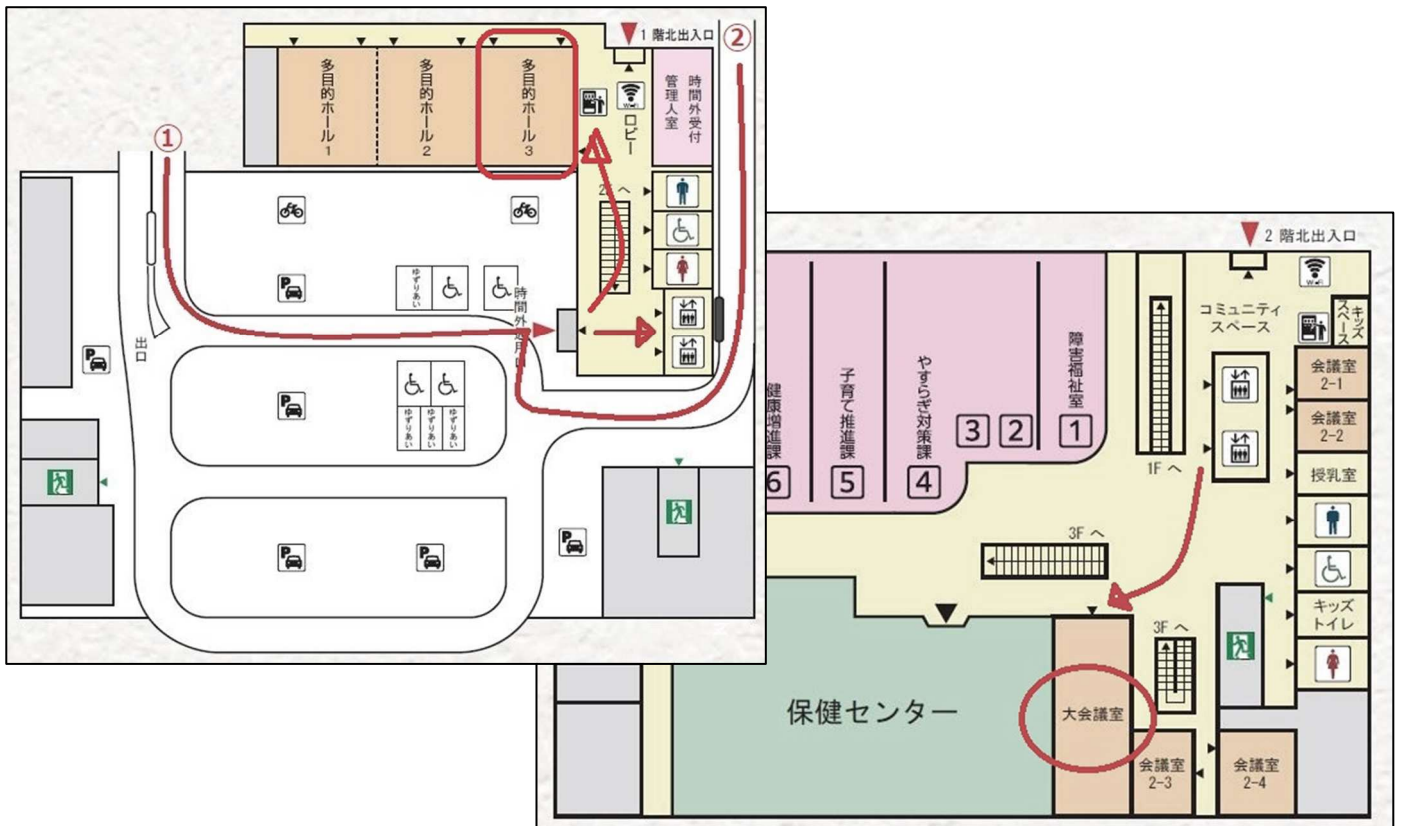 1 階北出入口
①
②
多目的ホール1
多目的ホール2
多目的ホール3
Wi-Fi
ロビー
時間外受付
管理人室
2F へ
P
ゆずりあい
時間外通用口
出口
P
P
ゆずりあい
ゆずりあい
ゆずりあい
P
P
P
2 階北出入口
Wi-Fi
コミュニティ
スペース
キッズ
スペース
会議室
2-1
会議室
2-2
授乳室
キッズ
トイレ
障害福祉室
1
2
3
やすらぎ対策課
4
子育て推進課
5
健康増進課
6
1F へ
3F へ
3F へ
保健センター
大会議室
会議室
2-3
会議室
2-4